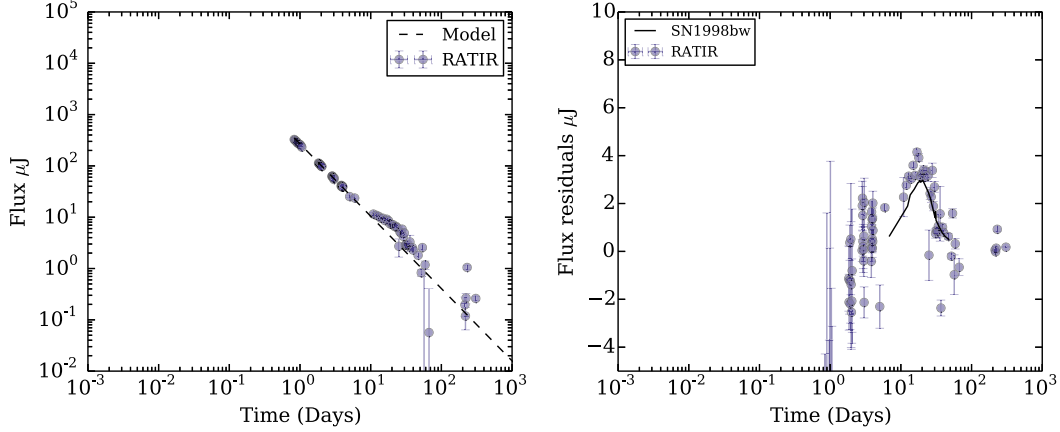 10^5
10^4
10^3
10^2
10^1
10^0
10^-1
10^-2
Flux μJ
Model
RATIR
10^-3 10^-2 10^-1 10^0 10^1 10^2 10^3
Time (Days)
10
8
6
4
2
0
−2
−4
Flux residuals μJ
SN1998bw
RATIR
10^-3 10^-2 10^-1 10^0 10^1 10^2 10^3
Time (Days)